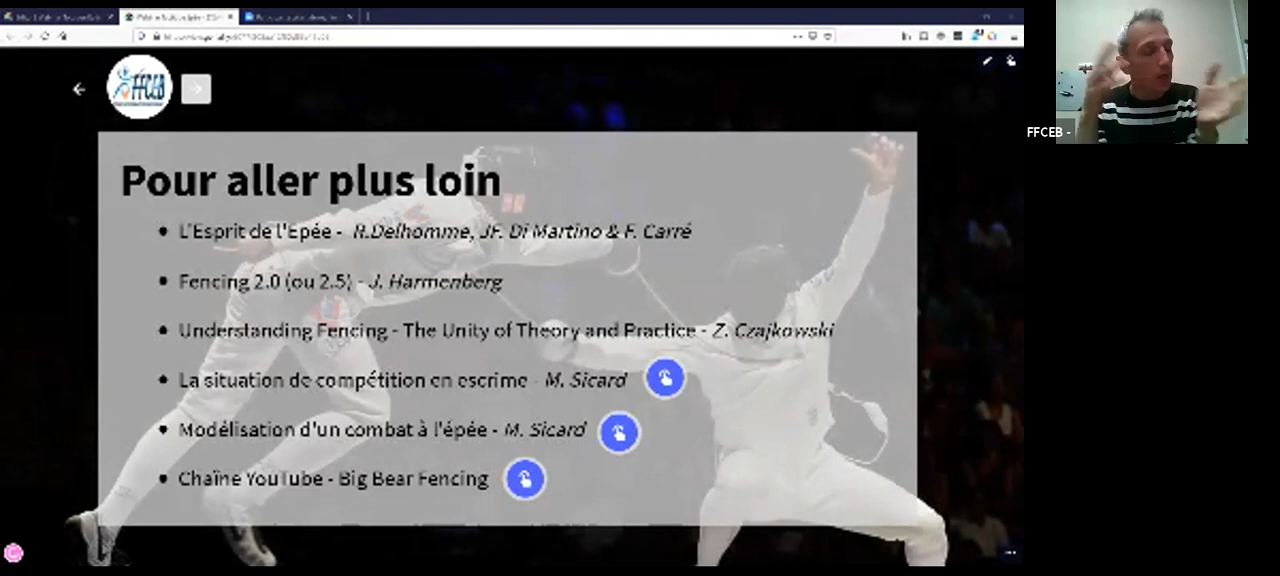 FFCEB
FFCEB -
Pour aller plus loin
• L'Esprit de l'Epée - R.Delhomme, JF. Di Martino & F. Carré
• Fencing 2.0 (ou 2.5) - J. Harmenberg
• Understanding Fencing - The Unity of Theory and Practice - Z. Czajkowski
• La situation de compétition en escrime - M. Sicard
• Modélisation d'un combat à l'épée - M. Sicard
• Chaîne YouTube - Big Bear Fencing